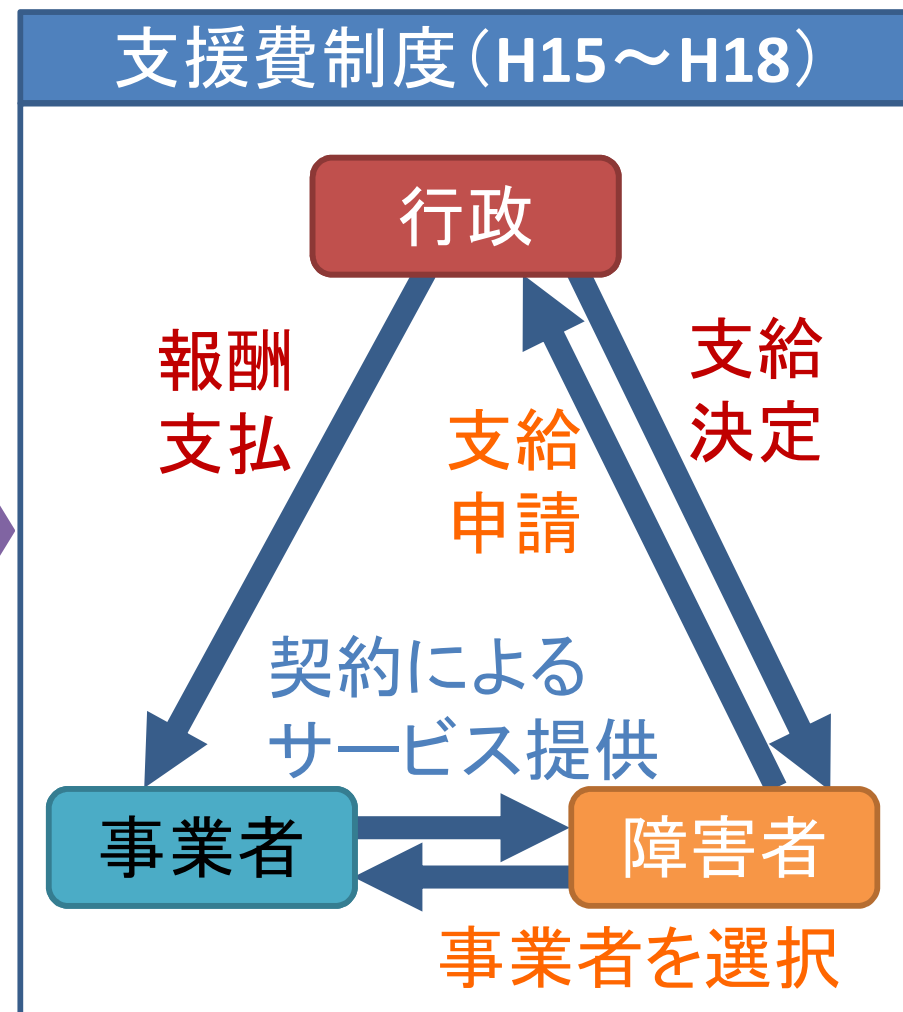 支援費制度（H15～H18）
行政
報酬
支払
支給
決定
支給
申請
契約による
サービス提供
事業者
障害者
事業者を選択